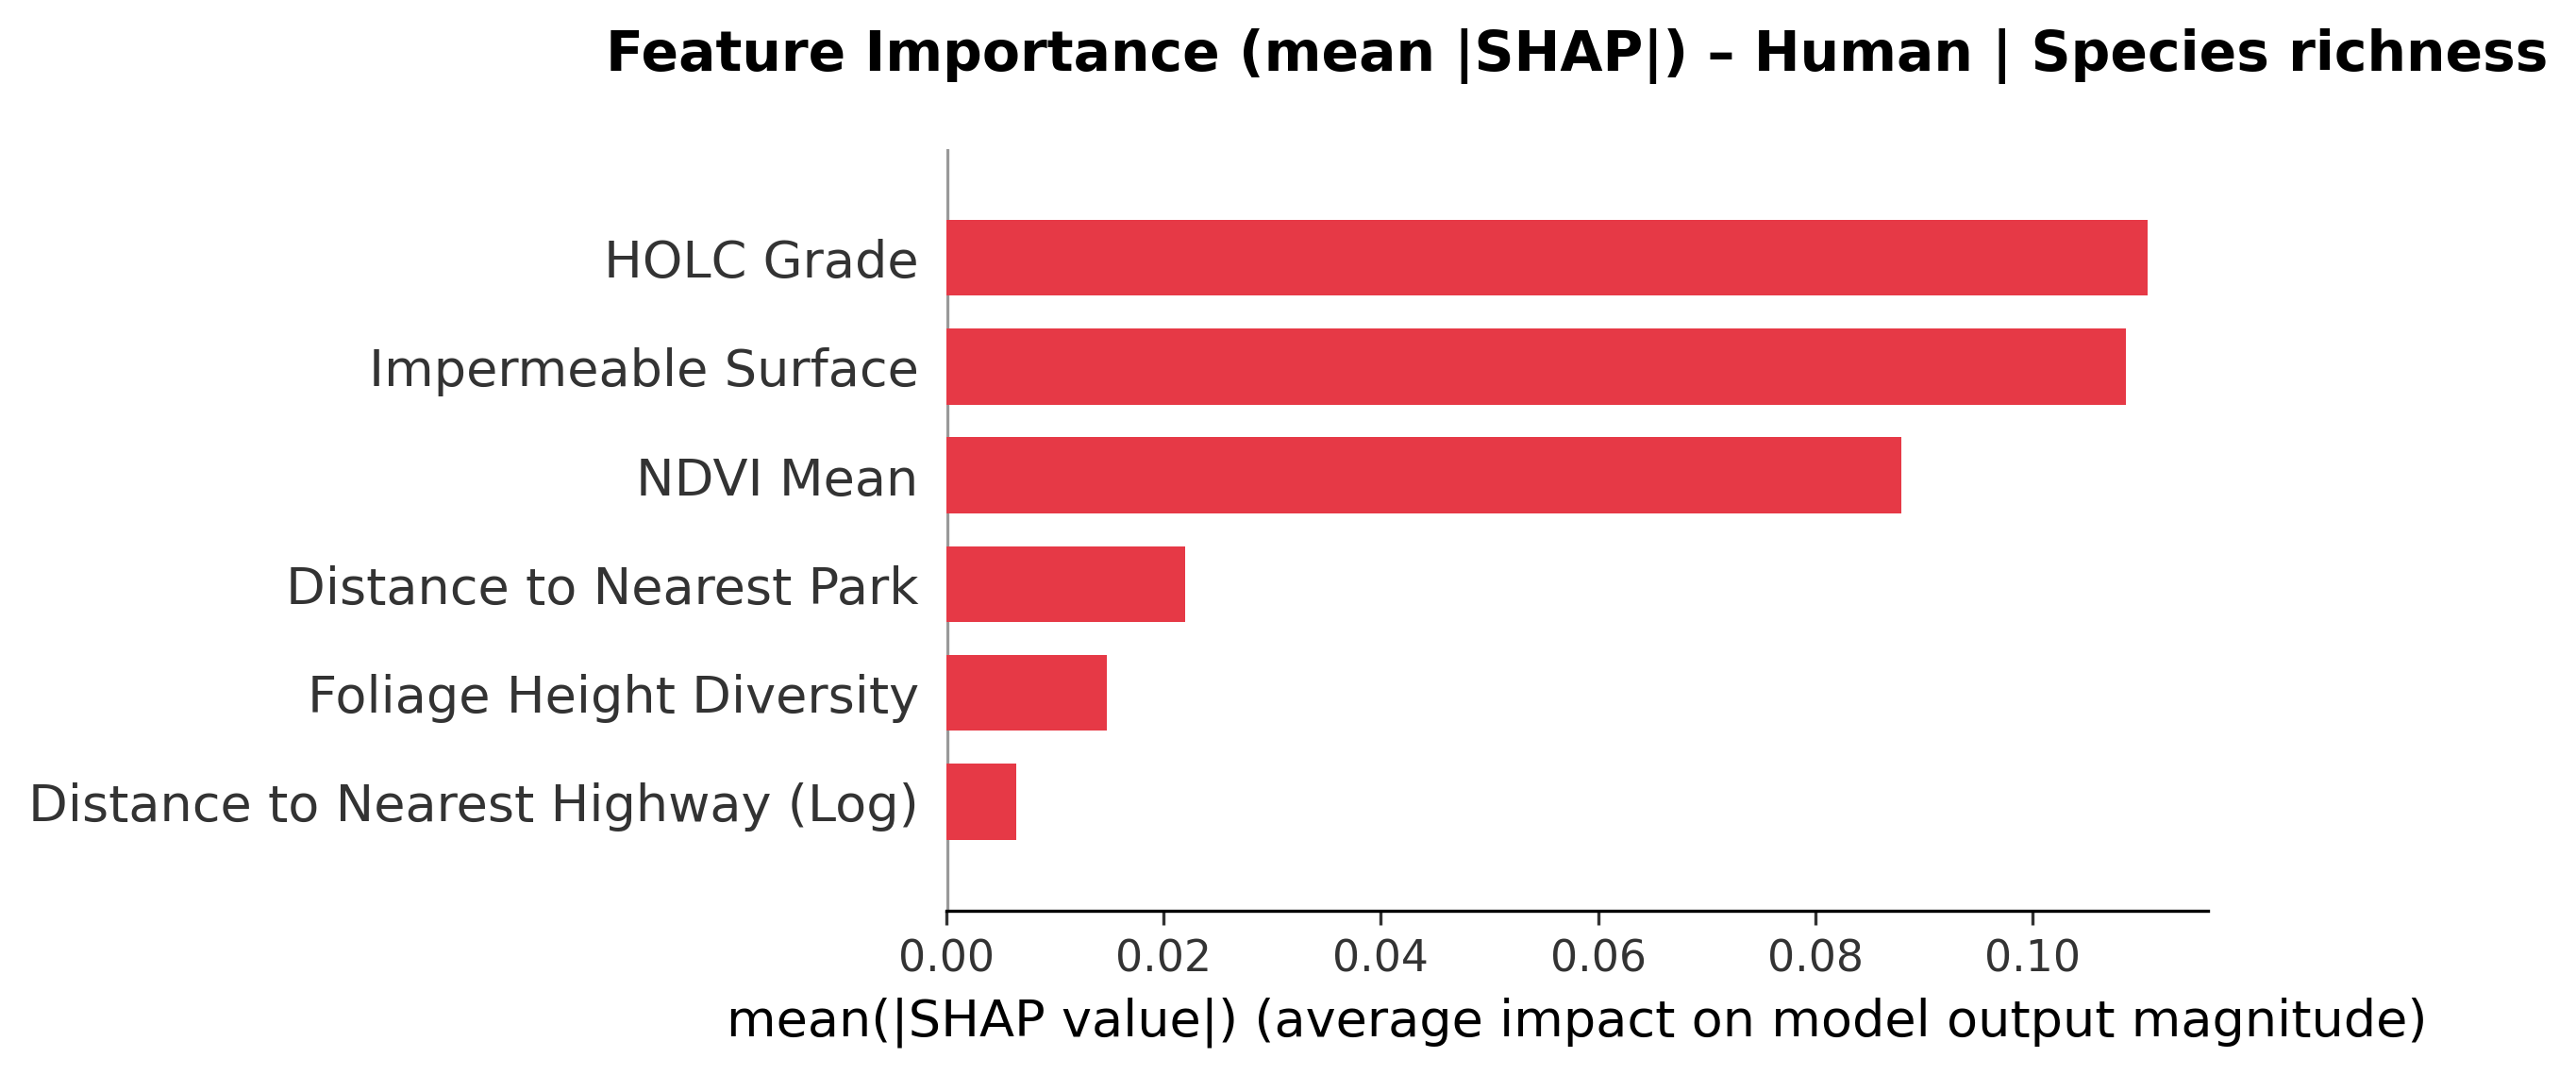 Feature Importance (mean |SHAP|) – Human | Species richness
HOLC Grade
Impermeable Surface
NDVI Mean
Distance to Nearest Park
Foliage Height Diversity
Distance to Nearest Highway (Log)
0.00 0.02 0.04 0.06 0.08 0.10
mean(|SHAP value|) (average impact on model output magnitude)